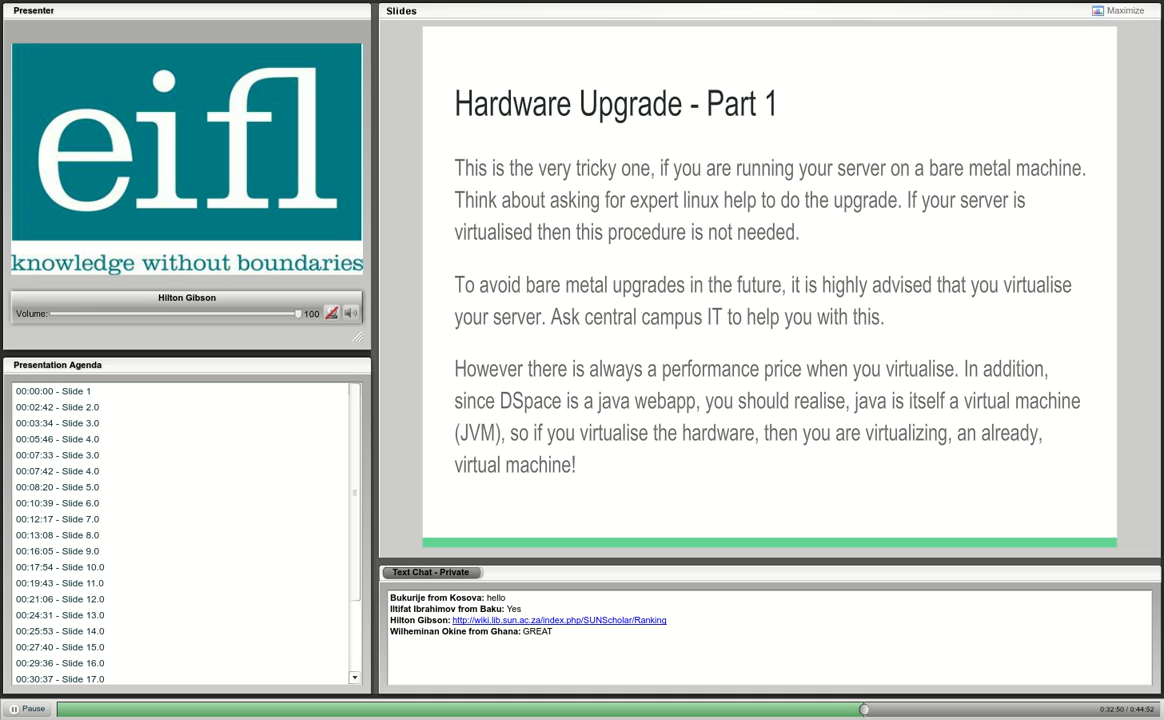 Presenter
eifl
knowledge without boundaries
Hilton Gibson
Volume: 100
Presentation Agenda
00:00:00 - Slide 1
00:02:42 - Slide 2.0
00:03:34 - Slide 3.0
00:05:46 - Slide 4.0
00:07:33 - Slide 3.0
00:07:42 - Slide 4.0
00:08:20 - Slide 5.0
00:10:39 - Slide 6.0
00:12:17 - Slide 7.0
00:13:08 - Slide 8.0
00:16:05 - Slide 9.0
00:17:54 - Slide 10.0
00:19:43 - Slide 11.0
00:21:06 - Slide 12.0
00:24:31 - Slide 13.0
00:25:53 - Slide 14.0
00:27:40 - Slide 15.0
00:29:36 - Slide 16.0
00:30:37 - Slide 17.0
Slides
Maximize
Hardware Upgrade - Part 1
This is the very tricky one, if you are running your server on a bare metal machine.
Think about asking for expert linux help to do the upgrade. If your server is
virtualised then this procedure is not needed.
To avoid bare metal upgrades in the future, it is highly advised that you virtualise
your server. Ask central campus IT to help you with this.
However there is always a performance price when you virtualise. In addition,
since DSpace is a java webapp, you should realise, java is itself a virtual machine
(JVM), so if you virtualise the hardware, then you are virtualizing, an already,
virtual machine!
Text Chat - Private
Bukurije from Kosova: hello
Iltifat Ibrahimov from Baku: Yes
Hilton Gibson: http://wiki.lib.sun.ac.za/index.php/SUNScholar/Ranking
Wilheminan Okine from Ghana: GREAT
Pause
0:32:50 / 0:44:52